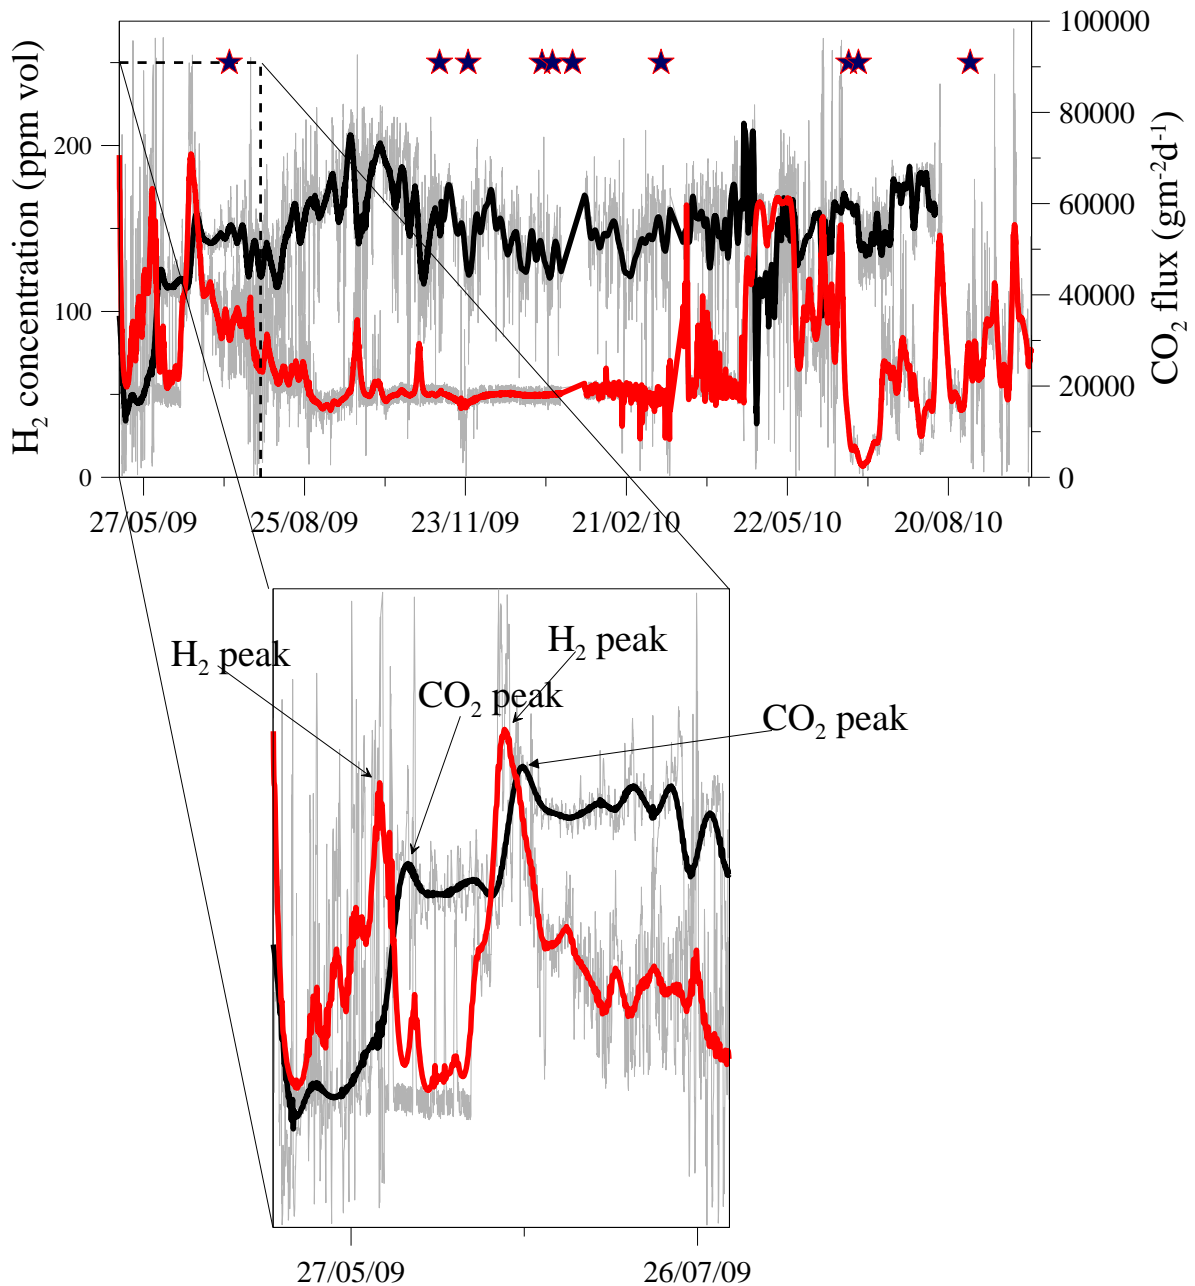 H2 concentration (ppm vol)
CO2 flux (gm-2d-1)
100000
80000
200
60000
100
40000
20000
0
0
27/05/09 25/08/09 23/11/09 21/02/10 22/05/10 20/08/10
H2 peak
H2 peak
CO2 peak
CO2 peak
27/05/09 26/07/09